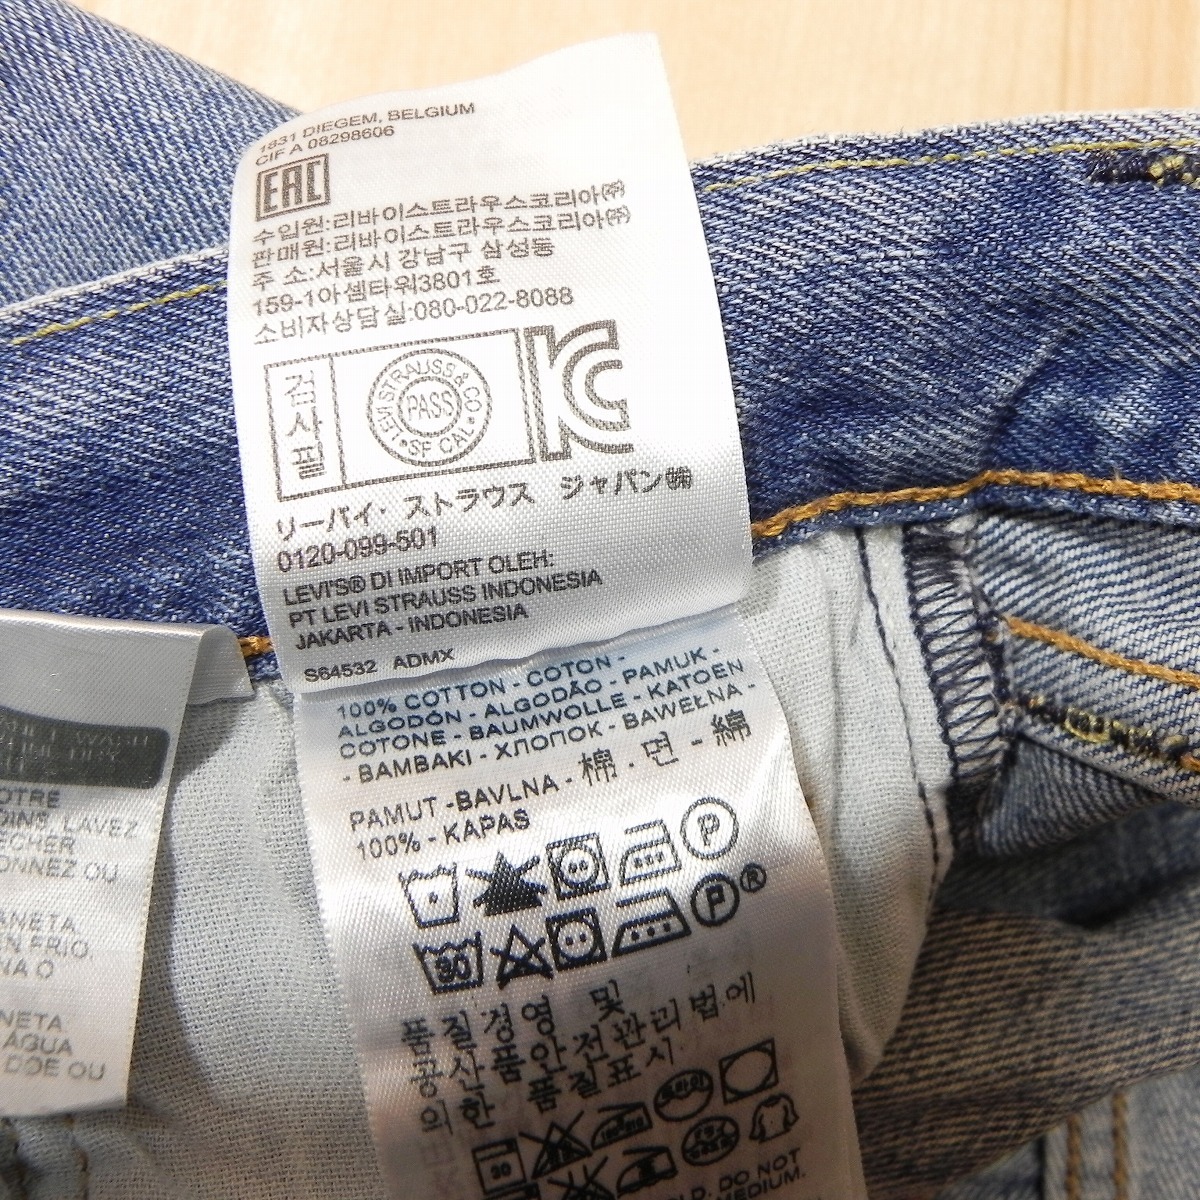 1831 DIEGEM, BELGIUM
CIF A 08298606
EAC
수입원:리바이스트라우스코리아㈜
판매원:리바이스트라우스코리아㈜
주 소:서울시 강남구 삼성동
159-1아셈타워3801호
소비자상담실:080-022-8088
검사필
LEVI STRAUSS & CO
PASS
SF CAL
KC
リーバイ・ストラウス ジャパン㈱
0120-099-501
LEVI'S® DI IMPORT OLEH:
PT LEVI STRAUSS INDONESIA
JAKARTA - INDONESIA
S64532 ADMX
100% COTTON - COTON -
ALGODÓN - ALGODÃO - PAMUK -
COTONE - BAUMWOLLE - KATOEN
- BAMBAKI - ХЛОПОК - BAWEŁNA -
PAMUT -BAVLNA - 棉 - 면 - 綿
100% - KAPAS
P
30
P ®
품질경영 및
공산품안전관리법에
의한 품질표시
30
DO NOT
MEDIUM.
OTRE
LAVEZ
ECHER
ONNEZ OU
ANETA
EN FRIO.
NA O
NETA
AGUA
DOE OU